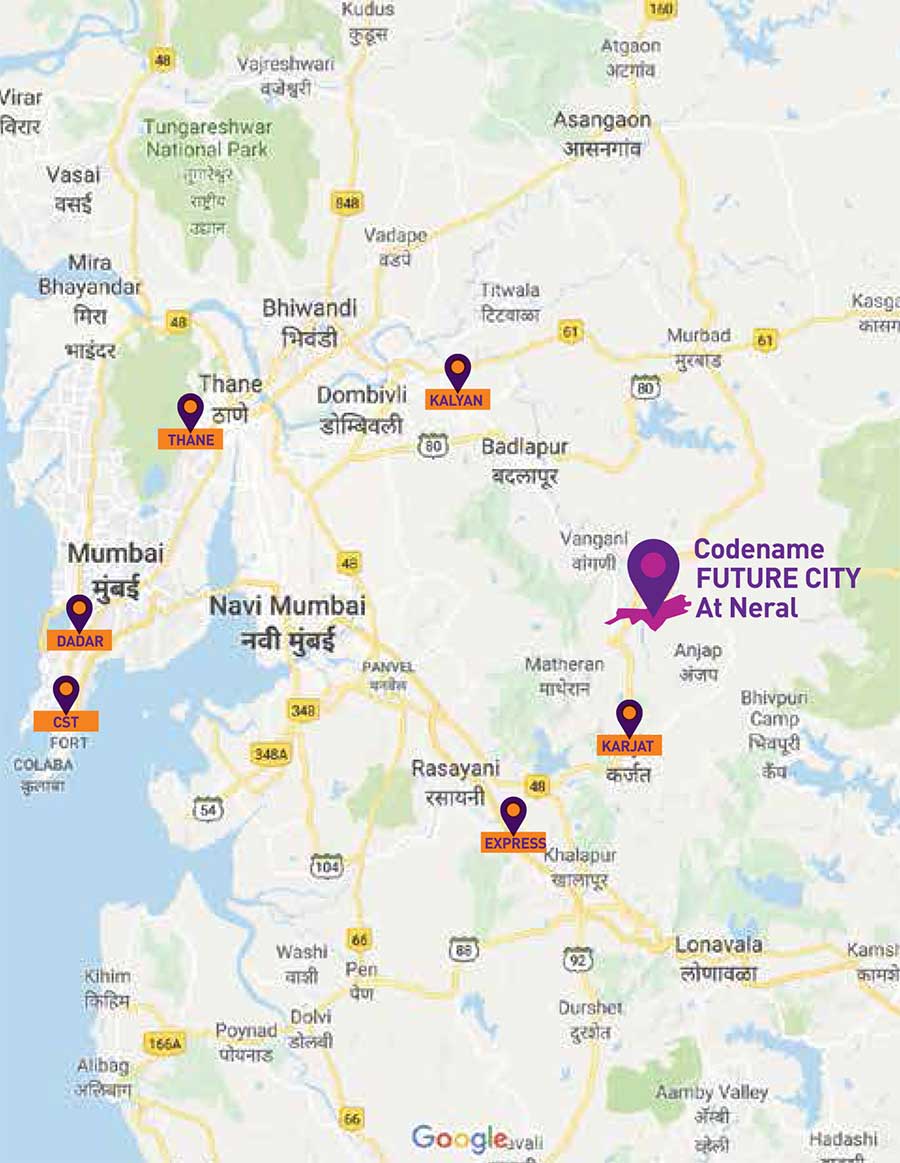 Kudus
कुडूस
160
48
Atgaon
अटगांव
Vajreshwari
वज्रेश्वरी
Virar
विरार
Asangaon
आसनगांव
Tungareshwar
National Park
तुंगारेश्वर
राष्ट्रीय
उद्यान
Vasai
वसई
848
Vadape
वडपे
Mira
Bhayandar
मिरा
भाइंदर
Titwala
टिटवाळा
Kasga
कासग
Bhiwandi
भिवंडी
48
61
Murbad
मुरबाड
61
Thane
ठाणे
THANE
Dombivli
डोम्बिवली
KALYAN
80
80
Badlapur
बदलापूर
Mumbai
मुंबई
48
Vangani
वांगणी
Codename
FUTURE CITY
At Neral
DADAR
Navi Mumbai
नवी मुंबई
PANVEL
पनवेल
Matheran
माथेरान
Anjap
अंजप
CST
FORT
COLABA
कुलाबा
348
348A
KARJAT
कर्जत
Bhivpuri
Camp
भिवपूरी
कॅंप
Rasayani
रसायनी
48
54
EXPRESS
104
Khalapur
खालापूर
66
88
92
Lonavala
लोणावळा
Kamsh
कामशे
Washi
वाशी
Pen
पेण
Kihim
किहिम
Durshet
दुरशेत
Dolvi
डोलवी
Poynad
पोयनाड
166A
Alibag
अलिबाग
Aamby Valley
ॲम्बी
व्हॅली
66
Google
avali
Hadashi